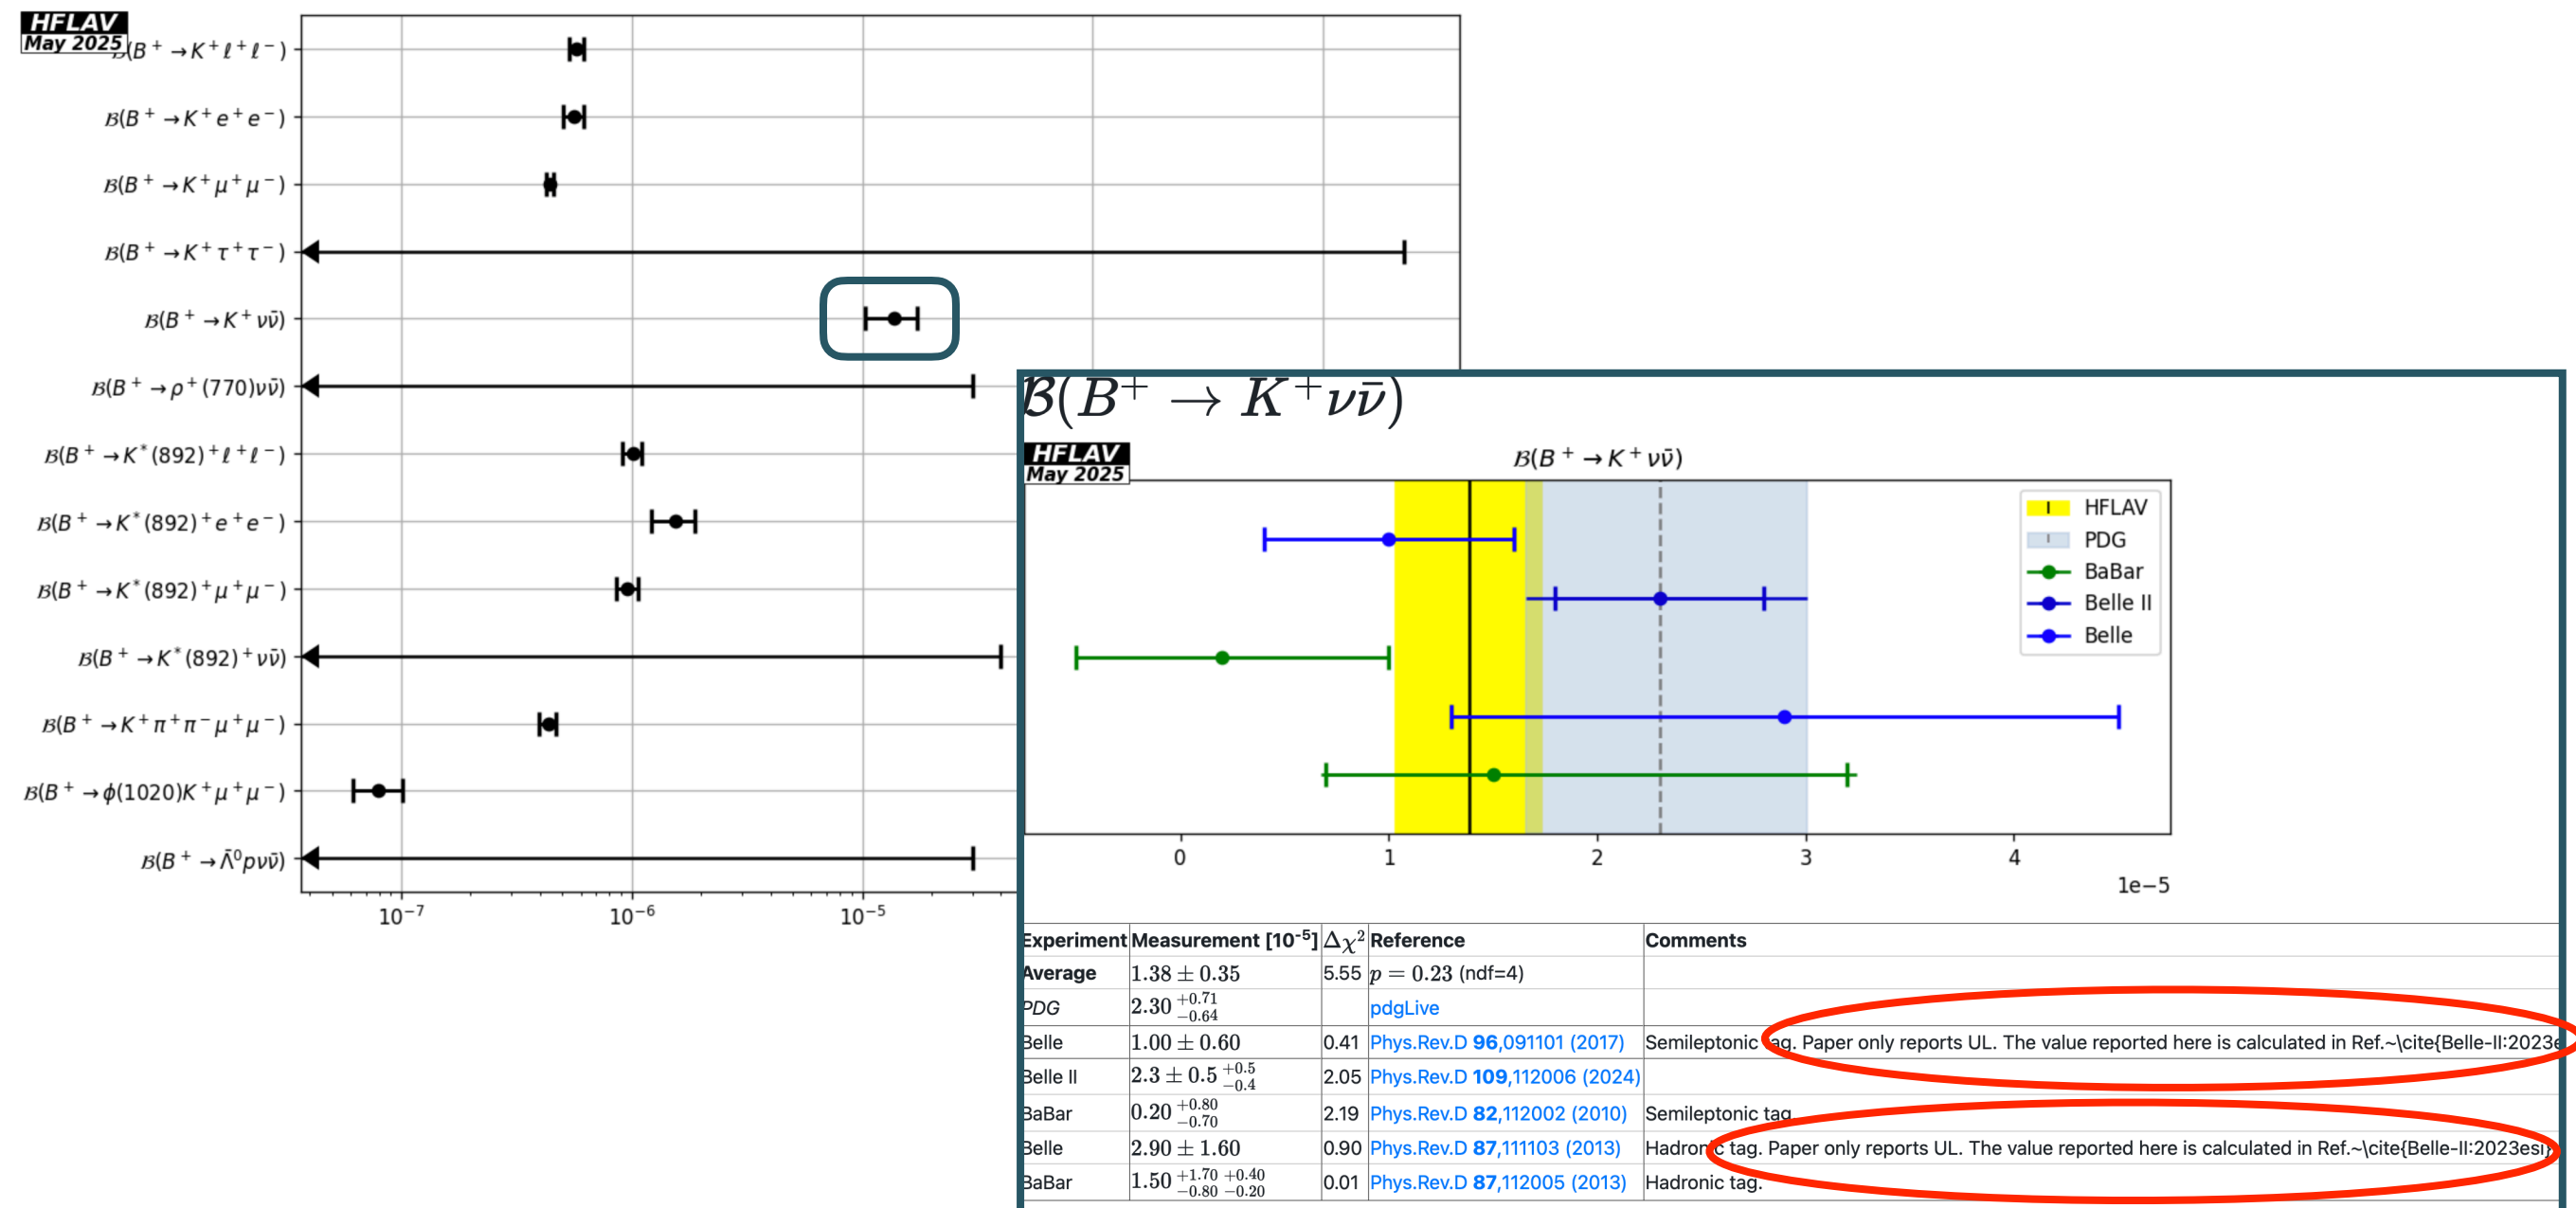 HFLAV
May 2025
ℬ(B⁺ → K⁺ℓ⁺ℓ⁻)
ℬ(B⁺ → K⁺e⁺e⁻)
ℬ(B⁺ → K⁺μ⁺μ⁻)
ℬ(B⁺ → K⁺τ⁺τ⁻)
ℬ(B⁺ → K⁺νν̄)
ℬ(B⁺ → ρ⁺(770)νν̄)
ℬ(B⁺ → K*(892)⁺ℓ⁺ℓ⁻)
ℬ(B⁺ → K*(892)⁺e⁺e⁻)
ℬ(B⁺ → K*(892)⁺μ⁺μ⁻)
ℬ(B⁺ → K*(892)⁺νν̄)
ℬ(B⁺ → K⁺π⁺π⁻μ⁺μ⁻)
ℬ(B⁺ → ϕ(1020)K⁺μ⁺μ⁻)
ℬ(B⁺ → Λ̄⁰pνν̄)
10⁻⁷ 10⁻⁶ 10⁻⁵
ℬ(B⁺ → K⁺νν̄)
HFLAV
May 2025
ℬ(B⁺ → K⁺νν̄)
HFLAV
PDG
BaBar
Belle II
Belle
0 1 2 3 4
1e−5
Experiment Measurement [10⁻⁵] Δχ² Reference Comments
Average 1.38 ± 0.35 5.55 p = 0.23 (ndf=4)
PDG 2.30 +0.71 −0.64 pdgLive
Belle 1.00 ± 0.60 0.41 Phys.Rev.D 96,091101 (2017) Semileptonic tag. Paper only reports UL. The value reported here is calculated in Ref.~\cite{Belle-II:2023e
Belle II 2.3 ± 0.5 +0.5 −0.4 2.05 Phys.Rev.D 109,112006 (2024)
BaBar 0.20 +0.80 −0.70 2.19 Phys.Rev.D 82,112002 (2010) Semileptonic tag
Belle 2.90 ± 1.60 0.90 Phys.Rev.D 87,111103 (2013) Hadronic tag. Paper only reports UL. The value reported here is calculated in Ref.~\cite{Belle-II:2023esi}
BaBar 1.50 +1.70 +0.40 −0.80 −0.20 0.01 Phys.Rev.D 87,112005 (2013) Hadronic tag.